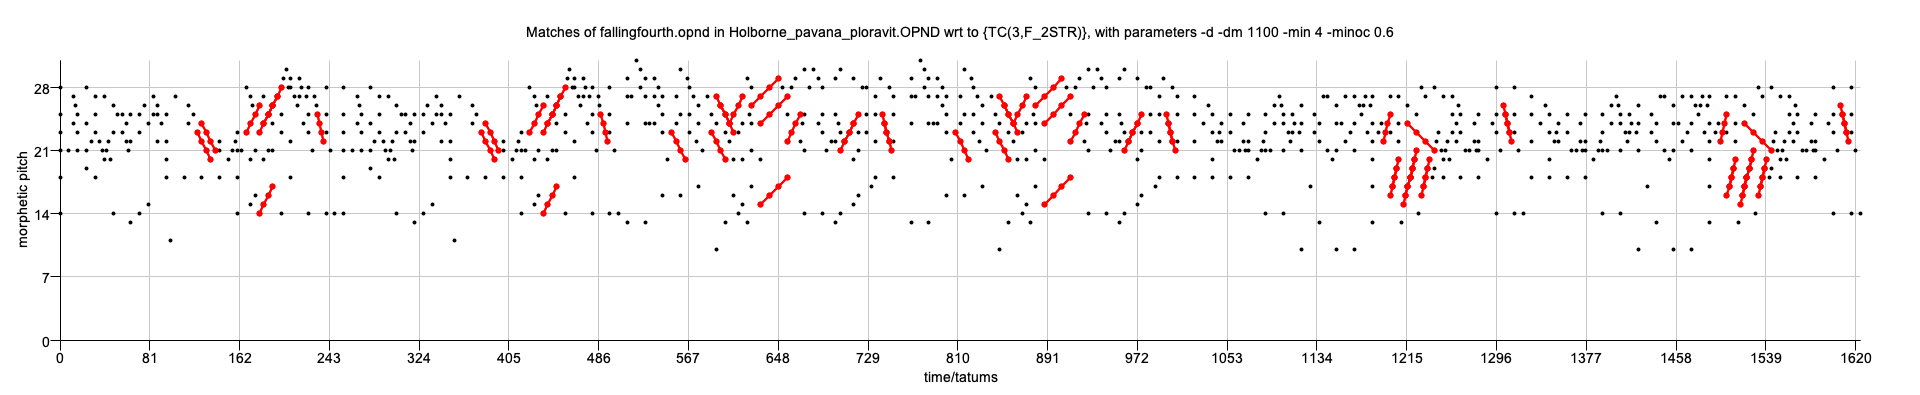 Matches of fallingfourth.opnd in Holborne_pavana_ploravit.OPND wrt to {TC(3,F_2STR)}, with parameters -d -dm 1100 -min 4 -minoc 0.6
morphetic pitch
28
21
14
7
0
0 81 162 243 324 405 486 567 648 729 810 891 972 1053 1134 1215 1296 1377 1458 1539 1620
time/tatums